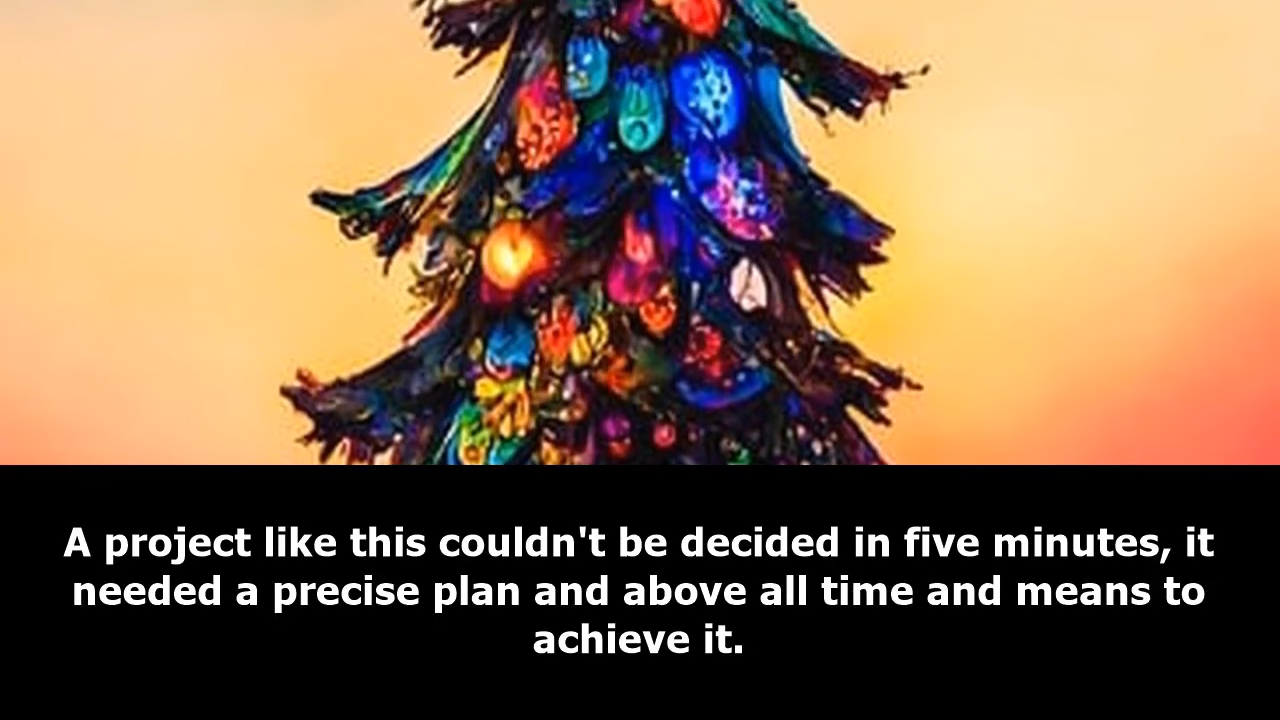 A project like this couldn't be decided in five minutes, it
needed a precise plan and above all time and means to
achieve it.